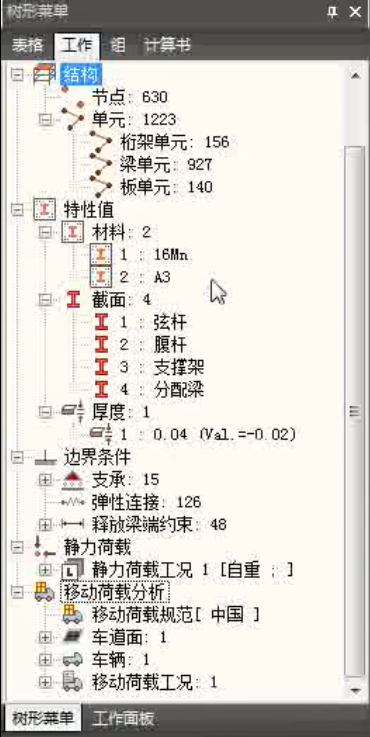 树形菜单
表格 工作 组 计算书
结构
节点: 630
单元: 1223
桁架单元: 156
梁单元: 927
板单元: 140
特性值
材料: 2
1 : 16Mn
2 : A3
截面: 4
1 : 弦杆
2 : 腹杆
3 : 支撑架
4 : 分配梁
厚度: 1
1 : 0.04 (Val.=-0.02)
边界条件
支承: 15
弹性连接: 126
释放梁端约束: 48
静力荷载
静力荷载工况 1 [自重 ; ]
移动荷载分析
移动荷载规范[ 中国 ]
车道面: 1
车辆: 1
移动荷载工况: 1
树形菜单 工作面板